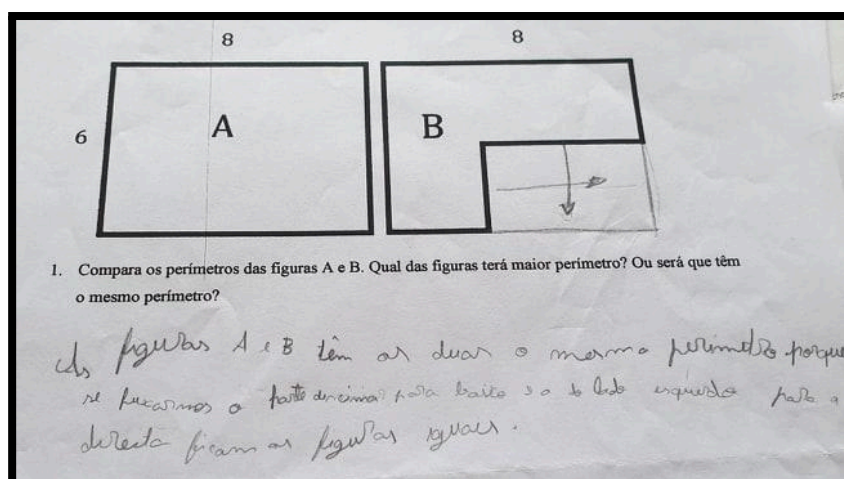 8
8
6
A
B
1. Compara os perímetros das figuras A e B. Qual das figuras terá maior perímetro? Ou será que têm
o mesmo perímetro?
As figuras A e B têm as duas o mesmo perímetro porque
se puxarmos a parte de cima para baixo a do lado esquerdo para a
direita ficam as figuras iguais.